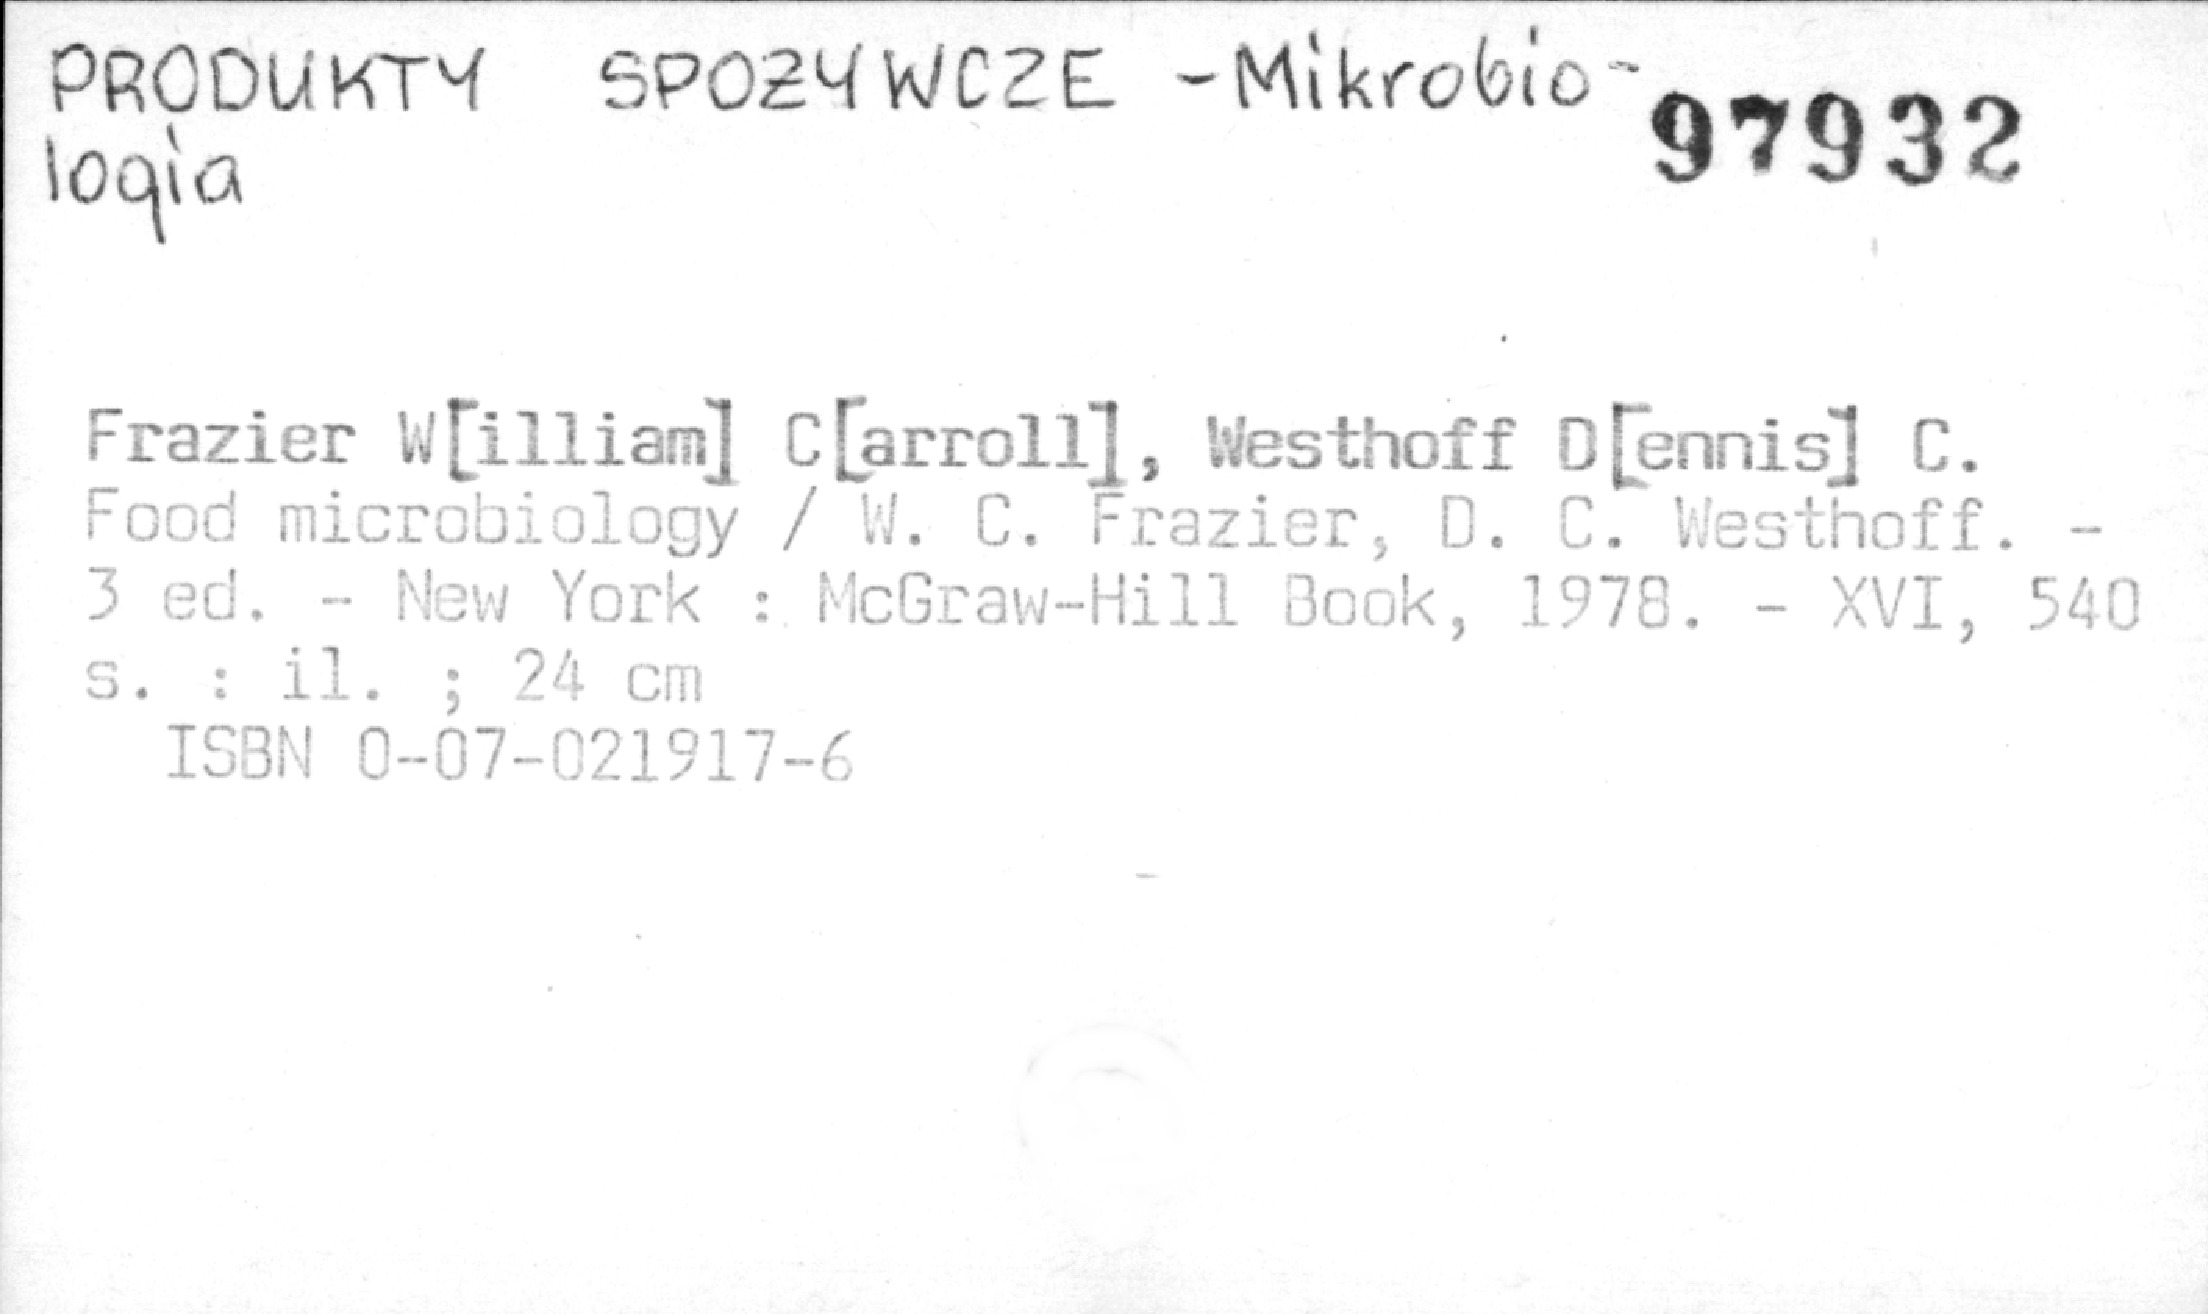 PRODUKTY SPOŻYWCZE - Mikrobio-
logia
97932
Frazier W[illiam] C[arroll], Westhoff D[ennis] C.
Food microbiology / W. C. Frazier, D. C. Westhoff. -
3 ed. - New York : McGraw-Hill Book, 1978. - XVI, 540
s. : il. ; 24 cm
ISBN 0-07-021917-6